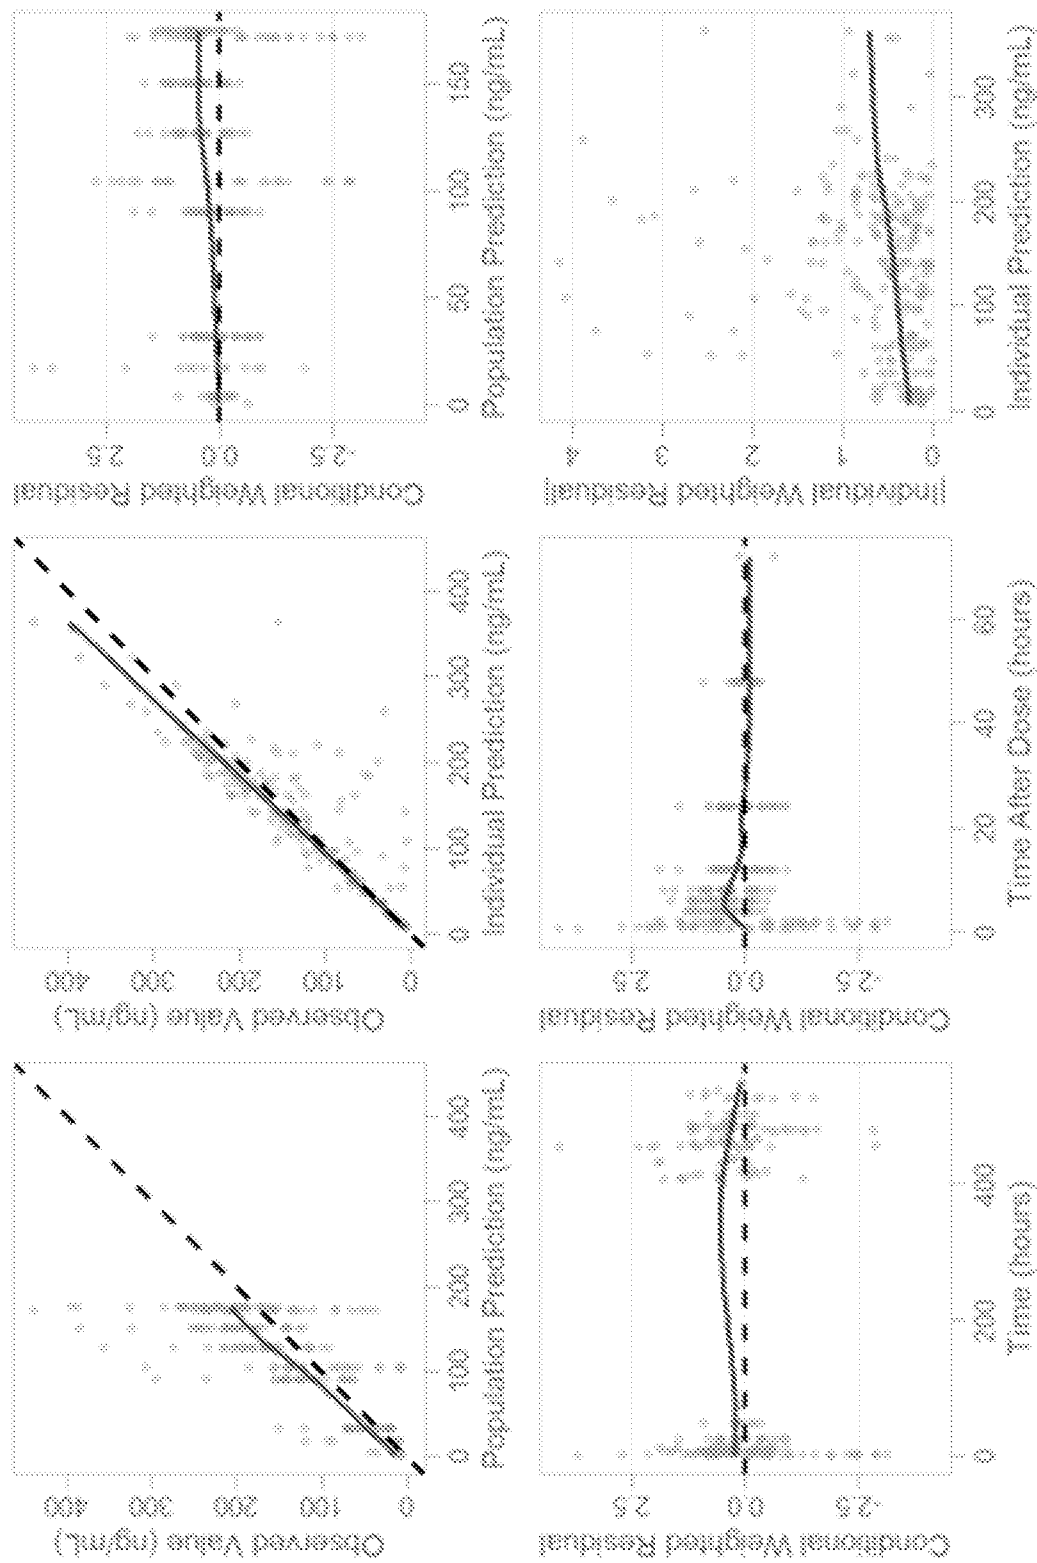 Observed Value (ng/mL)
400
300
200
100
0
0 100 200 300 400
Population Prediction (ng/mL)
Observed Value (ng/mL)
400
300
200
100
0
0 100 200 300 400
Individual Prediction (ng/mL)
Conditional Weighted Residual
2.5
0.0
-2.5
0 50 100 150
Population Prediction (ng/mL)
Conditional Weighted Residual
2.5
0.0
-2.5
0 200 400
Time (hours)
Conditional Weighted Residual
2.5
0.0
-2.5
0 20 40 60
Time After Dose (hours)
|Individual Weighted Residual|
4
3
2
1
0
0 100 200 300
Individual Prediction (ng/mL)